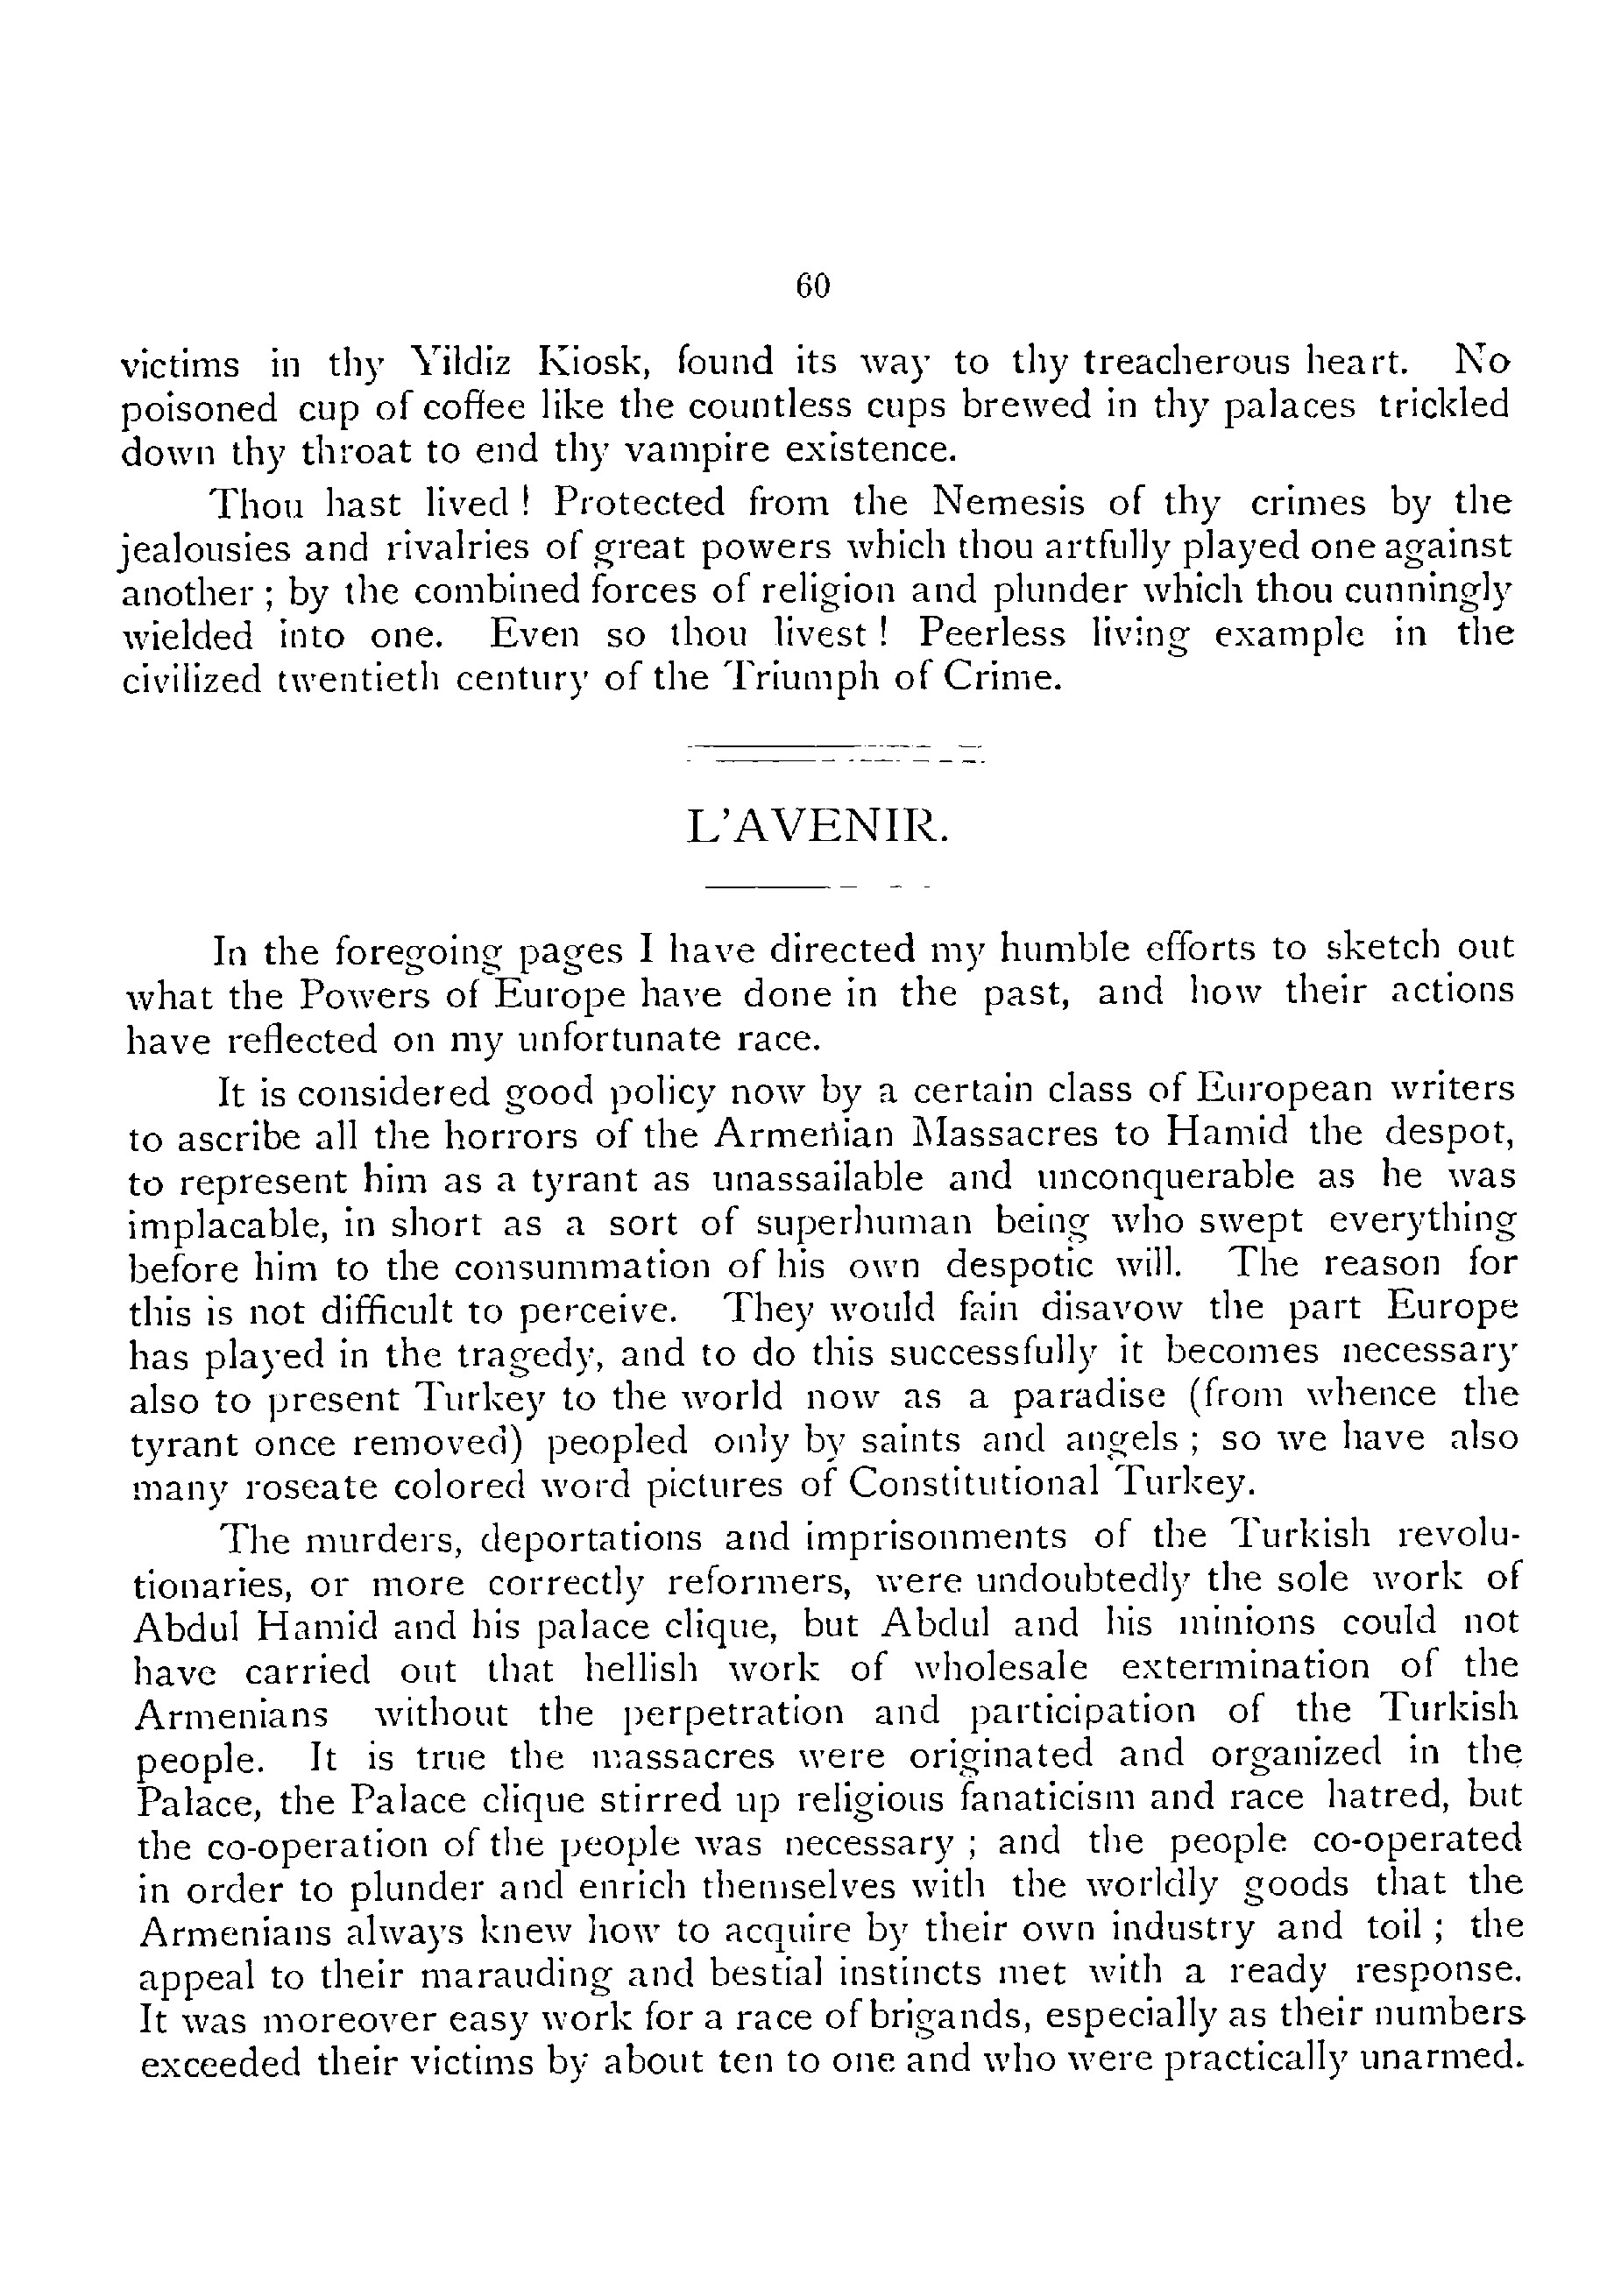 60
victims in thy Yildiz Kiosk, found its way to thy treacherous heart. No
poisoned cup of coffee like the countless cups brewed in thy palaces trickled
down thy throat to end thy vampire existence.
Thou hast lived ! Protected from the Nemesis of thy crimes by the
jealousies and rivalries of great powers which thou artfully played one against
another ; by the combined forces of religion and plunder which thou cunningly
wielded into one. Even so thou livest ! Peerless living example in the
civilized twentieth century of the Triumph of Crime.
L'AVENIR.
In the foregoing pages I have directed my humble efforts to sketch out
what the Powers of Europe have done in the past, and how their actions
have reflected on my unfortunate race.
It is considered good policy now by a certain class of European writers
to ascribe all the horrors of the Armenian Massacres to Hamid the despot,
to represent him as a tyrant as unassailable and unconquerable as he was
implacable, in short as a sort of superhuman being who swept everything
before him to the consummation of his own despotic will. The reason for
this is not difficult to perceive. They would fain disavow the part Europe
has played in the tragedy, and to do this successfully it becomes necessary
also to present Turkey to the world now as a paradise (from whence the
tyrant once removed) peopled only by saints and angels ; so we have also
many roseate colored word pictures of Constitutional Turkey.
The murders, deportations and imprisonments of the Turkish revolu-
tionaries, or more correctly reformers, were undoubtedly the sole work of
Abdul Hamid and his palace clique, but Abdul and his minions could not
have carried out that hellish work of wholesale extermination of the
Armenians without the perpetration and participation of the Turkish
people. It is true the massacres were originated and organized in the
Palace, the Palace clique stirred up religious fanaticism and race hatred, but
the co-operation of the people was necessary ; and the people co-operated
in order to plunder and enrich themselves with the worldly goods that the
Armenians always knew how to acquire by their own industry and toil ; the
appeal to their marauding and bestial instincts met with a ready response.
It was moreover easy work for a race of brigands, especially as their numbers
exceeded their victims by about ten to one and who were practically unarmed.